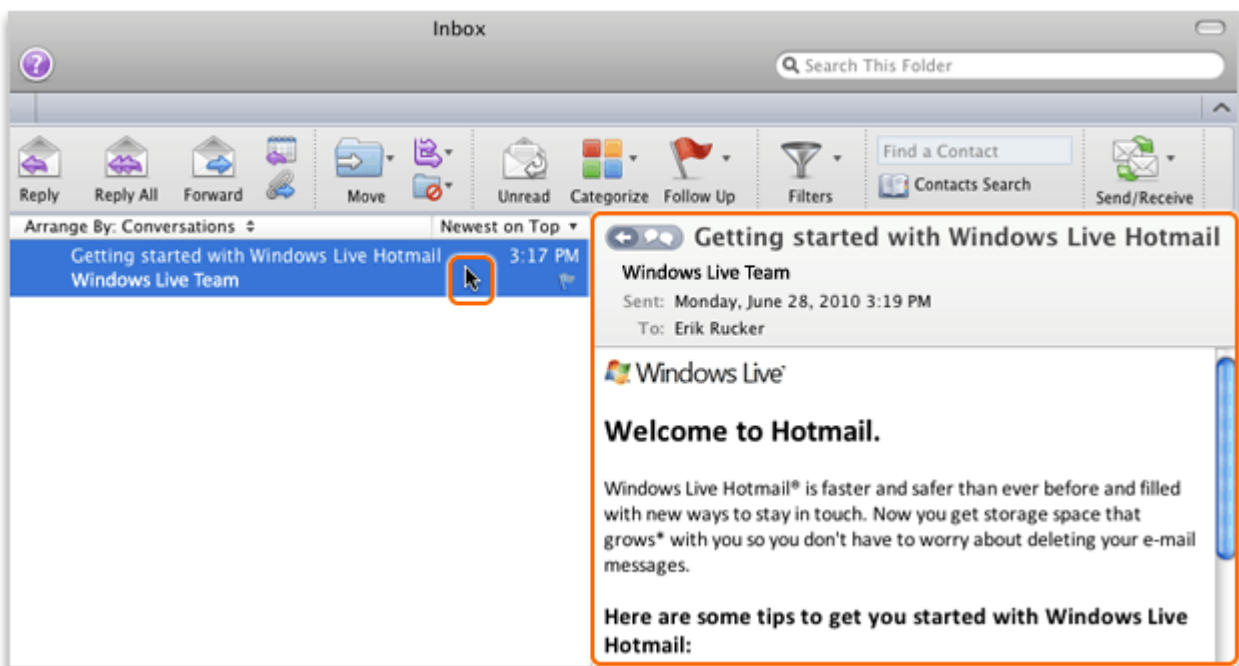 Inbox
Search This Folder
Reply Reply All Forward Move Unread Categorize Follow Up Filters Find a Contact
Contacts Search
Send/Receive
Arrange By: Conversations Newest on Top
Getting started with Windows Live Hotmail 3:17 PM
Windows Live Team
Getting started with Windows Live Hotmail
Windows Live Team
Sent: Monday, June 28, 2010 3:19 PM
To: Erik Rucker
Windows Live
Welcome to Hotmail.
Windows Live Hotmail® is faster and safer than ever before and filled
with new ways to stay in touch. Now you get storage space that
grows* with you so you don't have to worry about deleting your e-mail
messages.
Here are some tips to get you started with Windows Live
Hotmail: